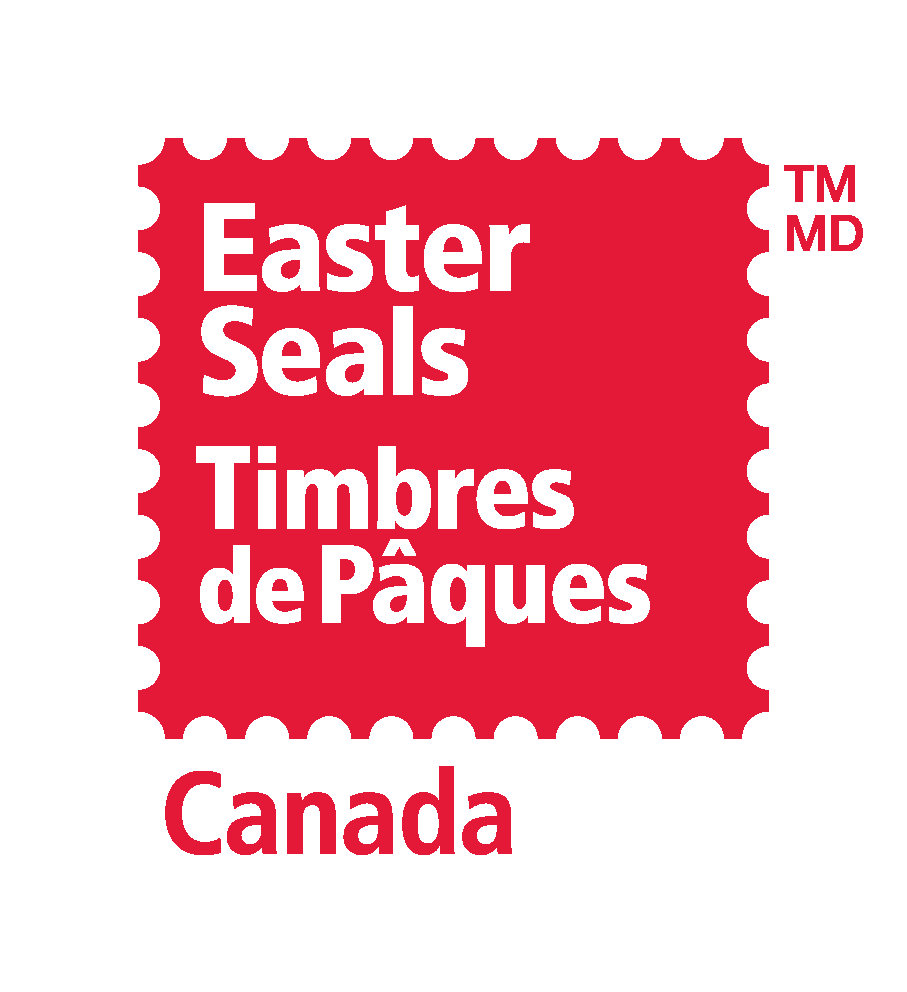 Easter
Seals
Timbres
de Pâques
TM
MD
Canada